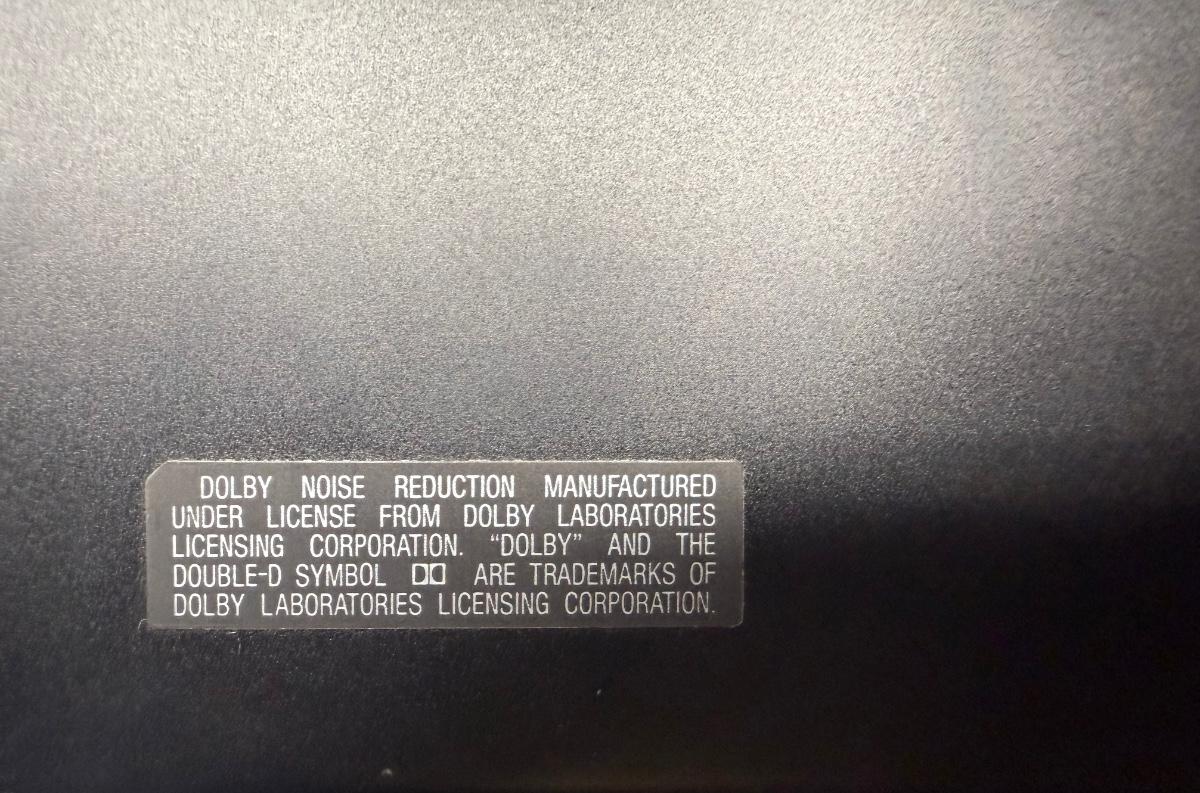 DOLBY NOISE REDUCTION MANUFACTURED
UNDER LICENSE FROM DOLBY LABORATORIES
LICENSING CORPORATION. “DOLBY” AND THE
DOUBLE-D SYMBOL ARE TRADEMARKS OF
DOLBY LABORATORIES LICENSING CORPORATION.